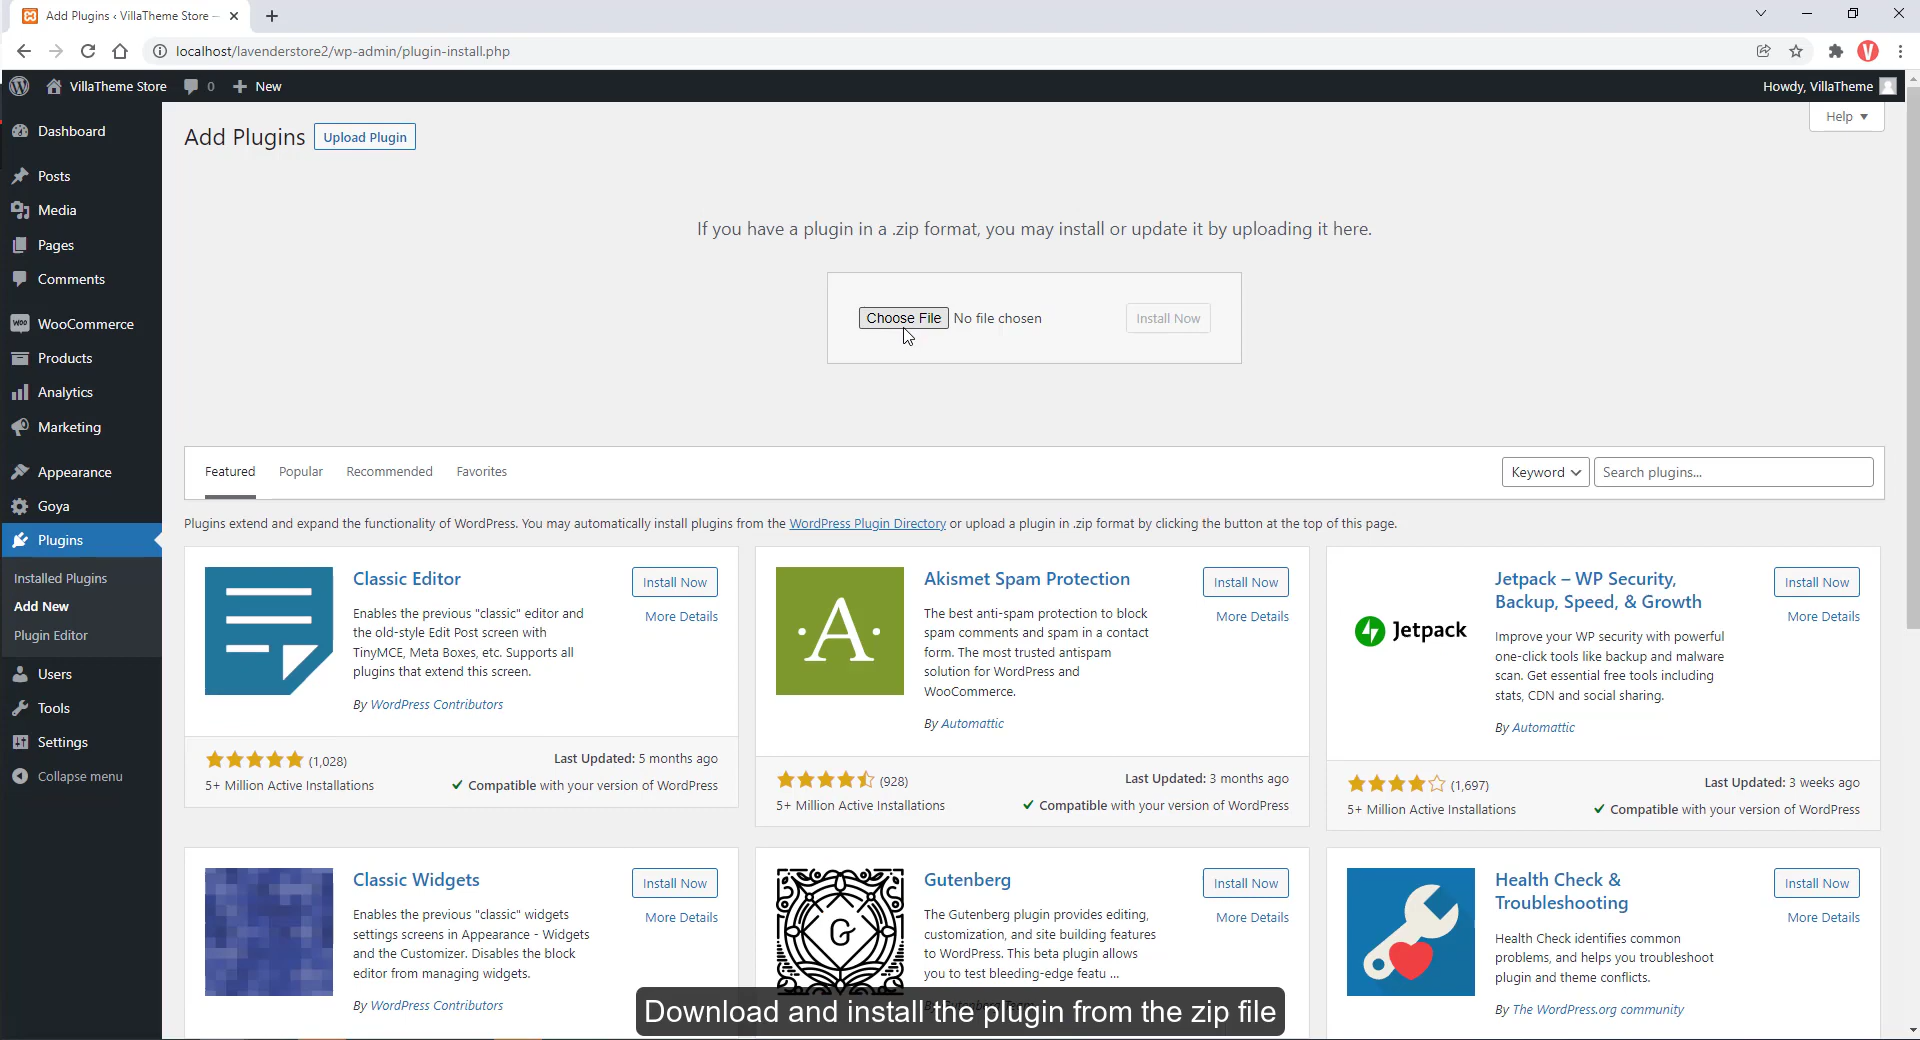 Add Plugins ‹ VillaTheme Store –
localhost/lavenderstore2/wp-admin/plugin-install.php
V
VillaTheme Store
0
New
Howdy, VillaTheme
Help
Dashboard
Posts
Media
Pages
Comments
Woo
WooCommerce
Products
Analytics
Marketing
Appearance
Goya
Plugins
Installed Plugins
Add New
Plugin Editor
Users
Tools
Settings
Collapse menu
Add Plugins
Upload Plugin
If you have a plugin in a .zip format, you may install or update it by uploading it here.
Choose File No file chosen
Install Now
Featured
Popular
Recommended
Favorites
Keyword
Search plugins...
Plugins extend and expand the functionality of WordPress. You may automatically install plugins from the WordPress Plugin Directory or upload a plugin in .zip format by clicking the button at the top of this page.
Classic Editor
Install Now
More Details
Enables the previous "classic" editor and
the old-style Edit Post screen with
TinyMCE, Meta Boxes, etc. Supports all
plugins that extend this screen.
By WordPress Contributors
(1,028)
Last Updated: 5 months ago
5+ Million Active Installations
Compatible with your version of WordPress
A
Akismet Spam Protection
Install Now
More Details
The best anti-spam protection to block
spam comments and spam in a contact
form. The most trusted antispam
solution for WordPress and
WooCommerce.
By Automattic
(928)
Last Updated: 3 months ago
5+ Million Active Installations
Compatible with your version of WordPress
Jetpack
Jetpack – WP Security,
Backup, Speed, & Growth
Install Now
More Details
Improve your WP security with powerful
one-click tools like backup and malware
scan. Get essential free tools including
stats, CDN and social sharing.
By Automattic
(1,697)
Last Updated: 3 weeks ago
5+ Million Active Installations
Compatible with your version of WordPress
Classic Widgets
Install Now
More Details
Enables the previous "classic" widgets
settings screens in Appearance - Widgets
and the Customizer. Disables the block
editor from managing widgets.
By WordPress Contributors
G
Gutenberg
Install Now
More Details
The Gutenberg plugin provides editing,
customization, and site building features
to WordPress. This beta plugin allows
you to test bleeding-edge featu ...
Health Check &
Troubleshooting
Install Now
More Details
Health Check identifies common
problems, and helps you troubleshoot
plugin and theme conflicts.
By The WordPress.org community
Download and install the plugin from the zip file